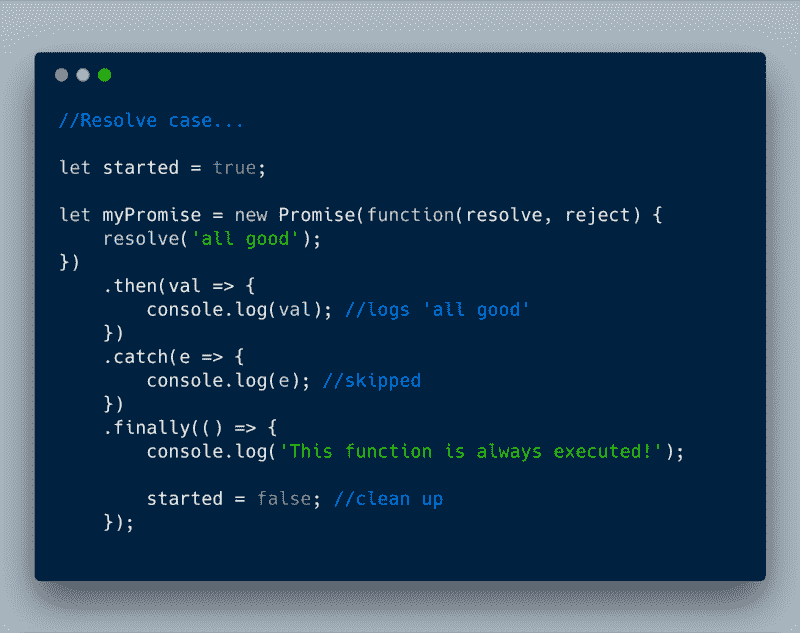 //Resolve case...
let started = true;
let myPromise = new Promise(function(resolve, reject) {
resolve('all good');
})
.then(val => {
console.log(val); //logs 'all good'
})
.catch(e => {
console.log(e); //skipped
})
.finally(() => {
console.log('This function is always executed!');
started = false; //clean up
});